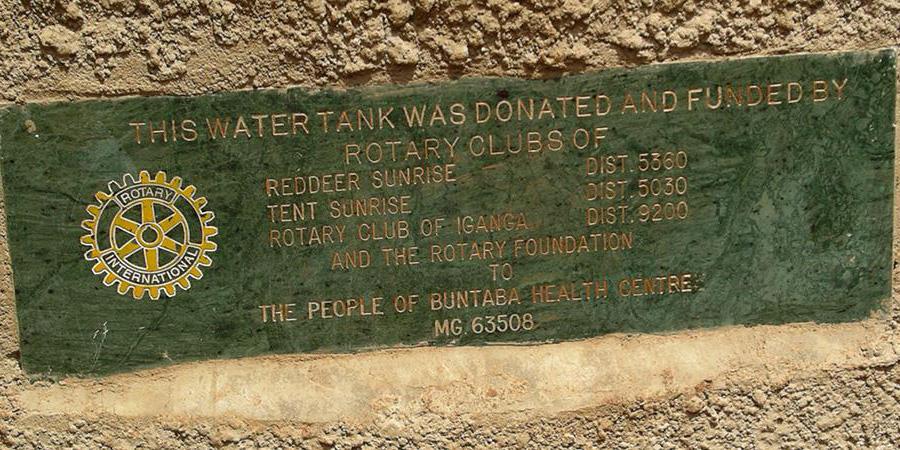 THIS WATER TANK WAS DONATED AND FUNDED BY
ROTARY CLUBS OF
REDDEER SUNRISE DIST. 5360
TENT SUNRISE DIST. 5030
ROTARY CLUB OF IGANGA.. DIST. 9200
AND THE ROTARY FOUNDATION
TO
THE PEOPLE OF BUNTABA HEALTH CENTRE
MG. 63508
ROTARY
INTERNATIONAL